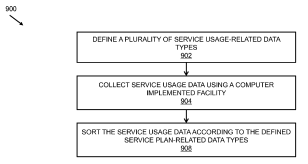 900
DEFINE A PLURALITY OF SERVICE USAGE-RELATED DATA
TYPES
902
COLLECT SERVICE USAGE DATA USING A COMPUTER
IMPLEMENTED FACILITY
904
SORT THE SERVICE USAGE DATA ACCORDING TO THE DEFINED
SERVICE PLAN-RELATED DATA TYPES
908